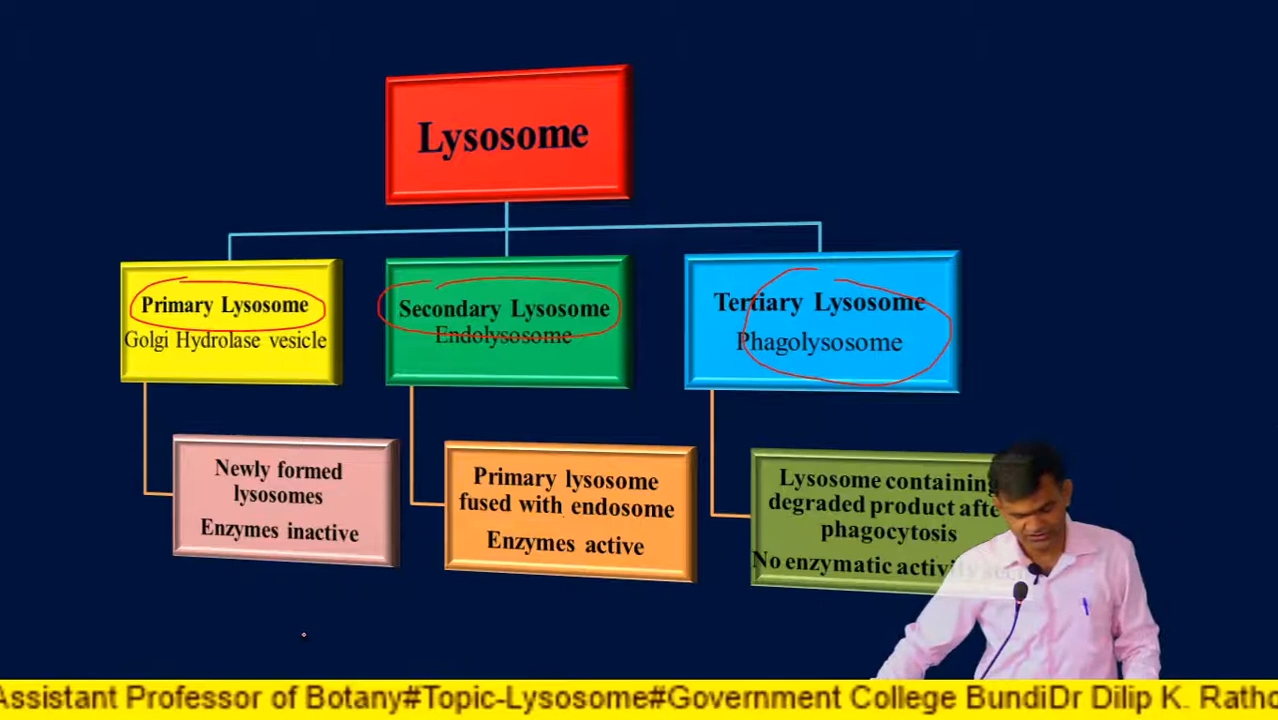 Lysosome
Primary Lysosome
Golgi Hydrolase vesicle
Secondary Lysosome
Endolysosome
Tertiary Lysosome
Phagolysosome
Newly formed
lysosomes
Enzymes inactive
Primary lysosome
fused with endosome
Enzymes active
Lysosome containing
degraded product afte
phagocytosis
No enzymatic activi
Assistant Professor of Botany#Topic-Lysosome#Government College BundiDr Dilip K. Ratho